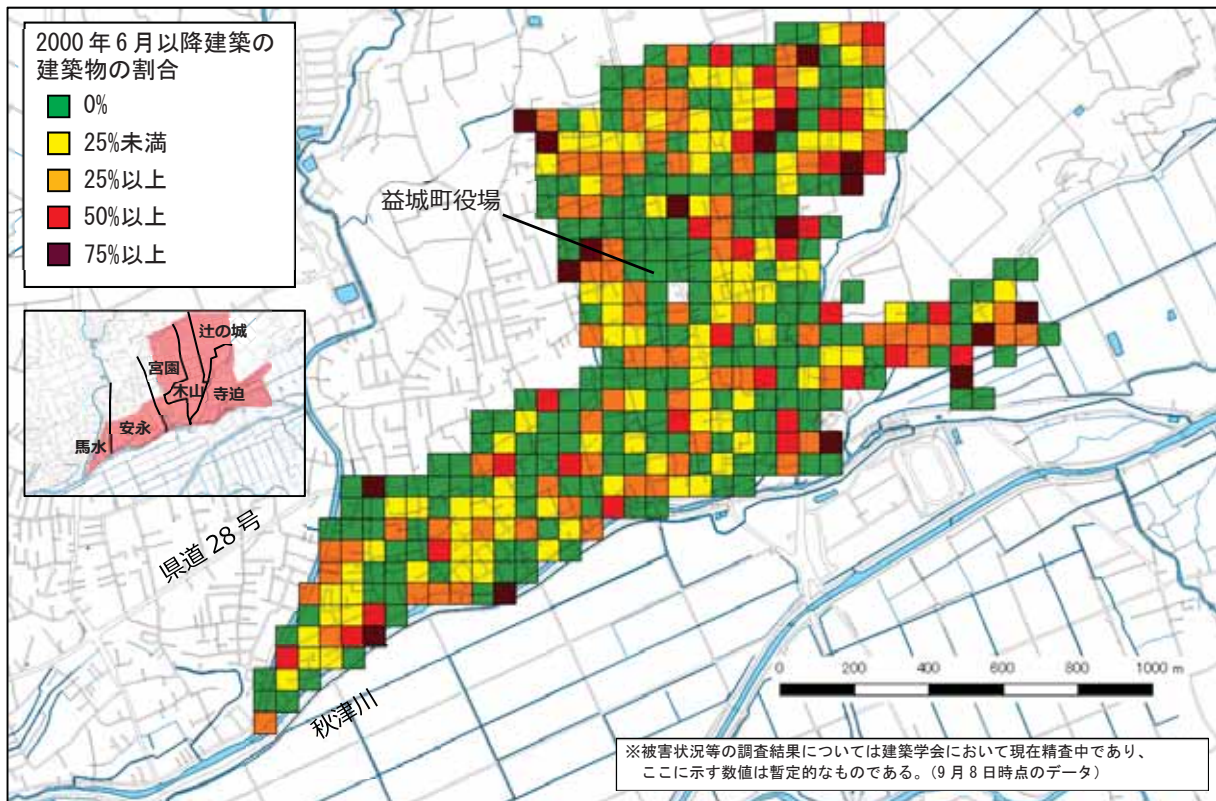 2000年6月以降建築の
建築物の割合
0%
25%未満
25%以上
50%以上
75%以上
益城町役場
辻の城
宮園
木山
寺迫
安永
馬水
県道28号
秋津川
0 200 400 600 800 1000 m
※被害状況等の調査結果については建築学会において現在精査中であり、
ここに示す数値は暫定的なものである。(9月8日時点のデータ)